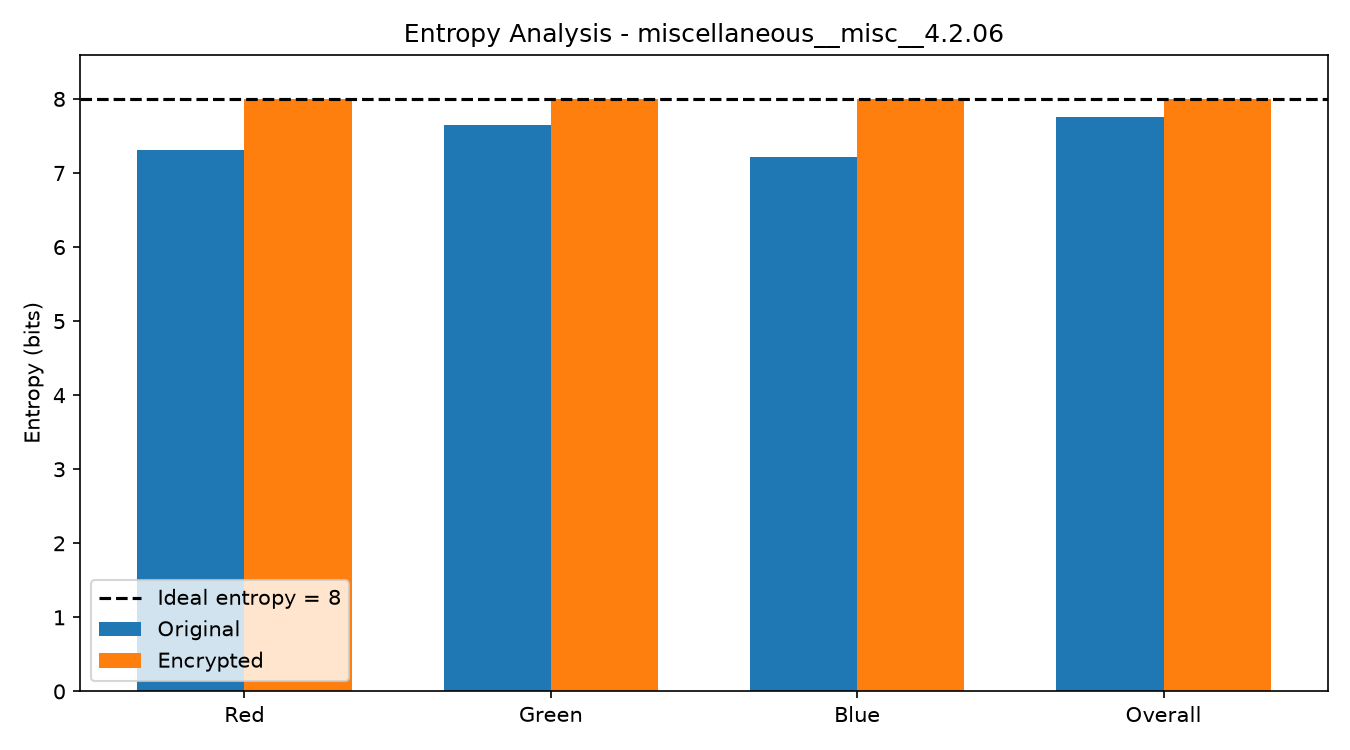 Entropy Analysis - miscellaneous__misc__4.2.06
Entropy (bits)
8
7
6
5
4
3
2
1
0
Ideal entropy = 8
Original
Encrypted
Red
Green
Blue
Overall